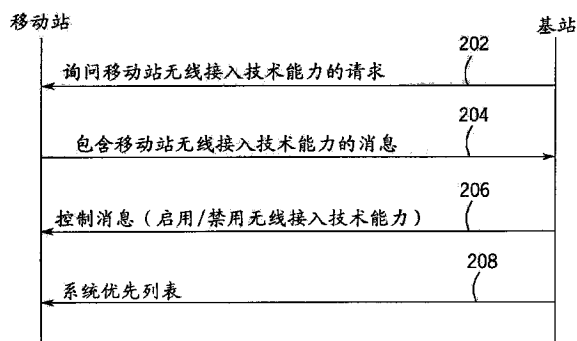 移动站
基站
202
询问移动站无线接入技术能力的请求
204
包含移动站无线接入技术能力的消息
206
控制消息（启用/禁用无线接入技术能力）
208
系统优先列表